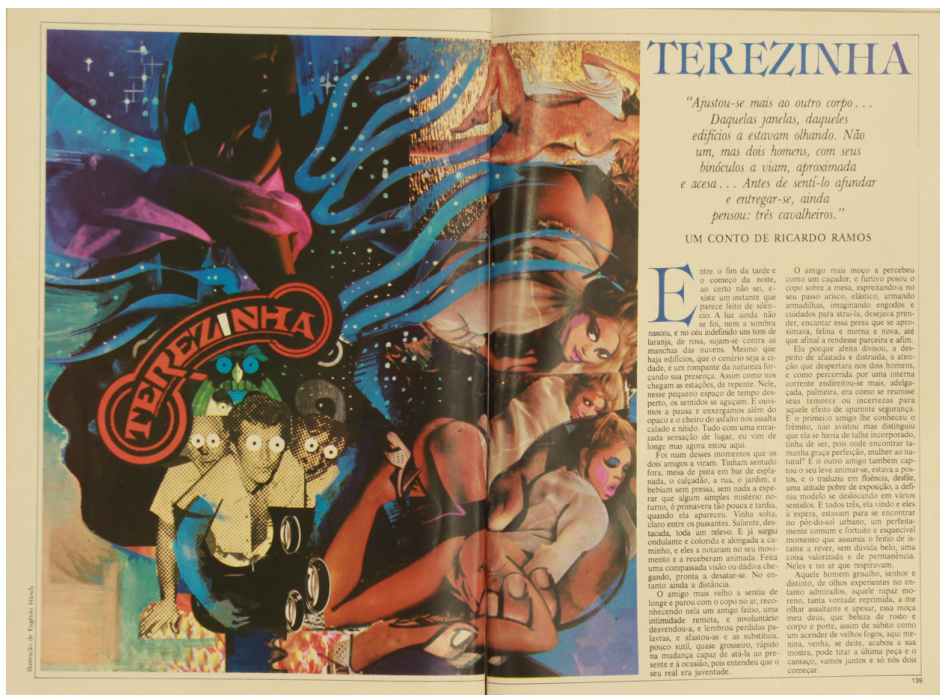 TEREZINHA
Ilustração de Eugênio Hirsch
TEREZINHA
“Ajustou-se mais ao outro corpo . . .
Daquelas janelas, daqueles
edifícios a estavam olhando. Não
um, mas dois homens, com seus
binóculos a viam, aproximada
e acesa . . . Antes de sentí-lo afundar
e entregar-se, ainda
pensou: três cavalheiros.”
UM CONTO DE RICARDO RAMOS
Entre o fim da tarde e
o começo da noite,
ao certo não sei, e-
xiste um instante que
parece feito de silên-
cio. A luz ainda não
se foi, nem a sombra
nasceu, e no céu indefinido uns tons de
laranja, de rosa, sujam-se contra as
manchas das nuvens. Mesmo que
haja edifícios, que o cenário seja a ci-
dade, é um rompante da natureza for-
çando sua presença. Assim como nos
chegam as estações, de repente. Nele,
nesse pequeno espaço de tempo des-
perto, os sentidos se aguçam. E ouvi-
mos a pausa e enxergamos além do
opaco e o cheiro do asfalto nos assalta
calado e nítido. Tudo com uma enrai-
zada sensação de lugar, eu vim de
longe mas agora estou aqui.
Foi num desses momentos que os
dois amigos a viram. Tinham sentado
fora, mesa de pista em bar de espla-
nada, o calçadão, a rua, o jardim, e
bebiam sem pressa, sem nada a espe-
rar que algum simples mistério no-
turno, ó primavera tão pouca e tardia,
quando ela apareceu. Vinha solta,
claro entre os passantes. Saliente, des-
tacada, toda um relevo. E já surgiu
ondulante e colorida e alongada a ca-
minho, e eles a notaram no seu movi-
mento e a receberam animada. Feita
uma compassada visão ou dádiva che-
gando, pronta a desatar-se. No en-
tanto ainda a distância.
O amigo mais velho a sentiu de
longe e parou com o copo no ar, reco-
nhecendo nela um antigo feitio, uma
intimidade remota, e involuntário
desvendou-a, e lembrou perdidas pa-
lavras, e afastou-as e as substituiu,
pouco sutil, quase grosseiro, rápido
na mudança capaz de atá-la ao pre-
sente e à ocasião, pois entendeu que o
seu real era juventude.
O amigo mais moço a percebeu
como um caçador, e furtivo pousou o
copo sobre a mesa, espreitando-a no
seu passo arisco, elástico, armando
armadilhas, imaginando engodos e
cuidados para atraí-la, desejava pren-
der, encantar essa presa que se apro-
ximava, felina e morna e nova, até
que afinal a rendesse parceira e afim.
Ela porque afeita divisou, a des-
peito de afastada e distraída, a aten-
ção que despertara nos dois homens,
e como percorrida por uma interna
corrente endireitou-se mais, adelga-
çada, palmeira, era como se reunisse
seus temores ou incertezas para
aquele efeito de aparente segurança.
E o primeiro amigo lhe conheceu o
frêmito, não avistou mas distinguiu
que ela se havia de talhe incorporado,
tinha de ser, pois onde encontrar ta-
manha graça perfeição, mulher ao na-
tural? E o outro amigo também cap-
tou o seu leve animar-se, estava a pos-
tos, e o traduziu em fluência, desfile,
uma atitude pobre de exposição, a defi-
niu modelo se deslocando em vários
sentidos. E todos três, ela vindo e eles
à espera, estavam para se encontrar
no pôr-do-sol urbano, um perfeita-
mente comum e fortuito e esquecível
momento que assumia o feitio de is-
tante a rever, sem dúvida belo, uma
coisa valorizada e de permanência.
Neles e no ar que respiravam.
Aquele homem grisalho, senhor e
distinto, de olhos experientes no en-
tanto admirados, aquele rapaz mo-
reno, tanta vontade reprimida, a me
olhar assaltante e apesar, essa moça
meu deus, que beleza de rosto e
corpo e porte, assim de súbito como
um acender de velhos fogos, aqui me-
nina, venha, se deite, acabou a sua
mostra, pode tirar a última peça e o
cansaço, vamos juntos e só nós dois
começar.
139